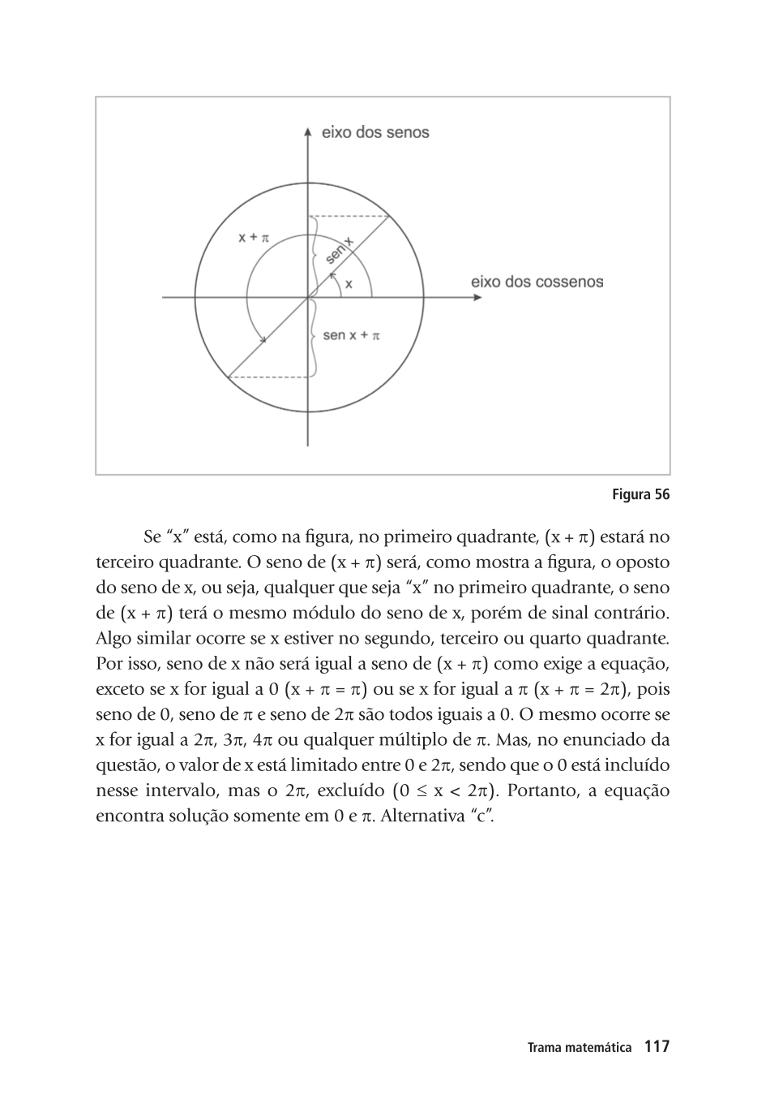 eixo dos senos
x + π
sen x
x
eixo dos cossenos
sen x + π
Figura 56
Se “x” está, como na figura, no primeiro quadrante, (x + π) estará no
terceiro quadrante. O seno de (x + π) será, como mostra a figura, o oposto
do seno de x, ou seja, qualquer que seja “x” no primeiro quadrante, o seno
de (x + π) terá o mesmo módulo do seno de x, porém de sinal contrário.
Algo similar ocorre se x estiver no segundo, terceiro ou quarto quadrante.
Por isso, seno de x não será igual a seno de (x + π) como exige a equação,
exceto se x for igual a 0 (x + π = π) ou se x for igual a π (x + π = 2π), pois
seno de 0, seno de π e seno de 2π são todos iguais a 0. O mesmo ocorre se
x for igual a 2π, 3π, 4π ou qualquer múltiplo de π. Mas, no enunciado da
questão, o valor de x está limitado entre 0 e 2π, sendo que o 0 está incluído
nesse intervalo, mas o 2π, excluído (0 ≤ x < 2π). Portanto, a equação
encontra solução somente em 0 e π. Alternativa “c”.
Trama matemática 117